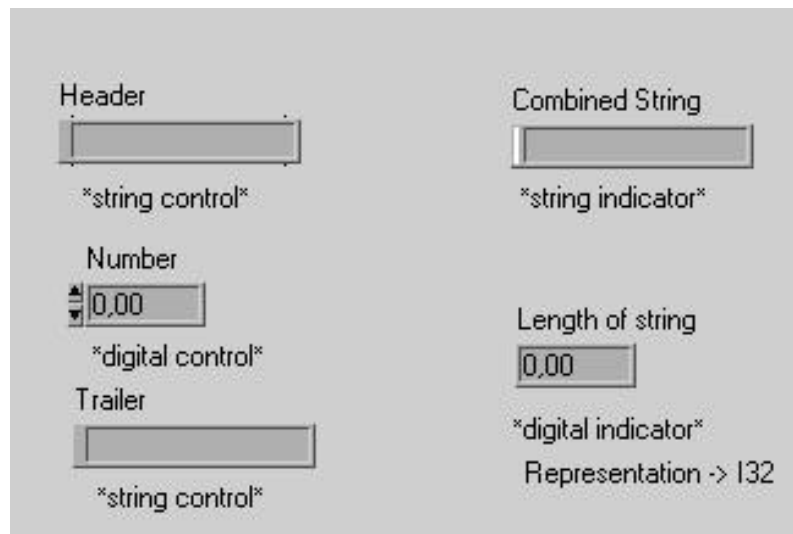 Header
*string control*
Number
0,00
*digital control*
Trailer
*string control*
Combined String
*string indicator*
Length of string
0,00
*digital indicator*
Representation -> I32